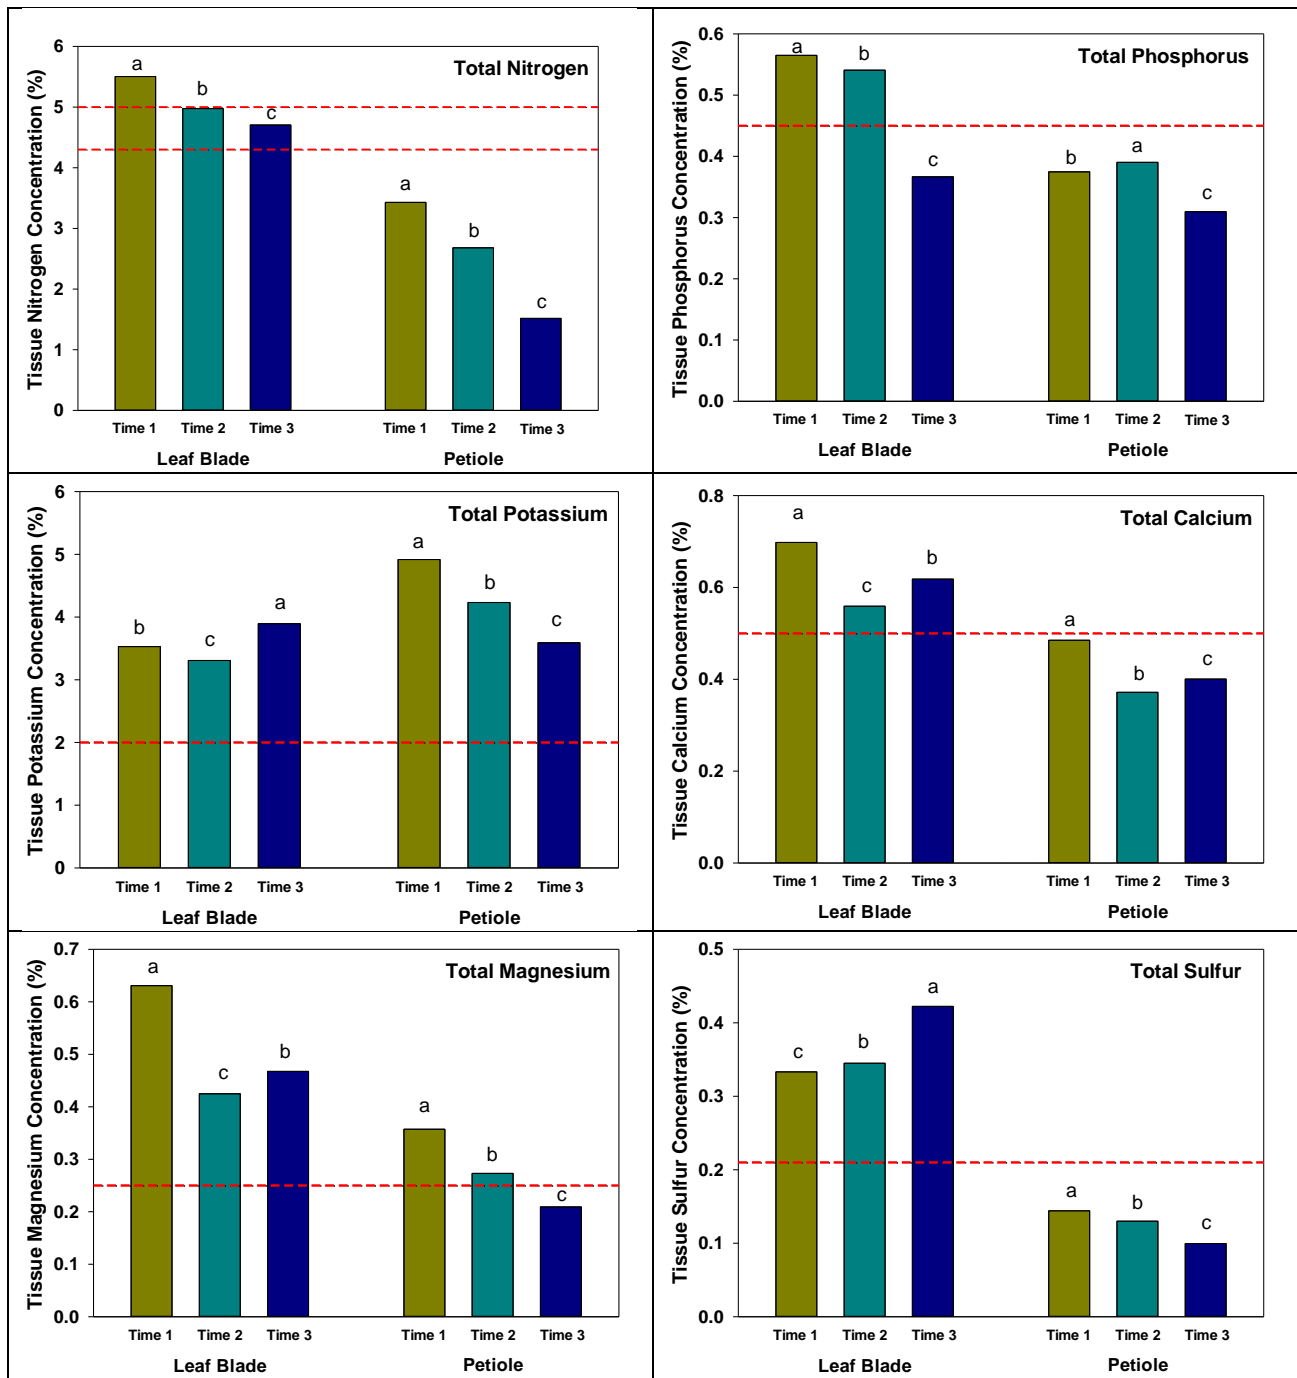 Total Nitrogen
Tissue Nitrogen Concentration (%)
6
5
4
3
2
1
0
a
b
c
a
b
c
Time 1 Time 2 Time 3 Time 1 Time 2 Time 3
Leaf Blade Petiole
Total Phosphorus
Tissue Phosphorus Concentration (%)
0.6
0.5
0.4
0.3
0.2
0.1
0.0
a
b
c
b
a
c
Time 1 Time 2 Time 3 Time 1 Time 2 Time 3
Leaf Blade Petiole
Total Potassium
Tissue Potassium Concentration (%)
6
5
4
3
2
1
0
b
c
a
a
b
c
Time 1 Time 2 Time 3 Time 1 Time 2 Time 3
Leaf Blade Petiole
Total Calcium
Tissue Calcium Concentration (%)
0.8
0.6
0.4
0.2
0.0
a
c
b
a
b
c
Time 1 Time 2 Time 3 Time 1 Time 2 Time 3
Leaf Blade Petiole
Total Magnesium
Tissue Magnesium Concentration (%)
0.7
0.6
0.5
0.4
0.3
0.2
0.1
0.0
a
c
b
a
b
c
Time 1 Time 2 Time 3 Time 1 Time 2 Time 3
Leaf Blade Petiole
Total Sulfur
Tissue Sulfur Concentration (%)
0.5
0.4
0.3
0.2
0.1
0.0
c
b
a
a
b
c
Time 1 Time 2 Time 3 Time 1 Time 2 Time 3
Leaf Blade Petiole